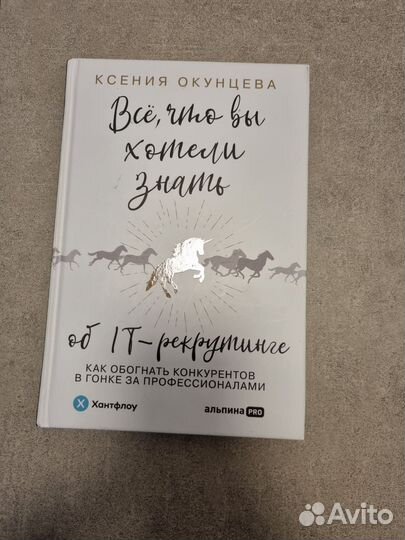 КСЕНИЯ ОКУНЦЕВА
Всё, что вы
хотели
знать
об IT-рекрутинге
КАК ОБОГНАТЬ КОНКУРЕНТОВ
В ГОНКЕ ЗА ПРОФЕССИОНАЛАМИ
X Хантфлоу
альпина PRO
Avito